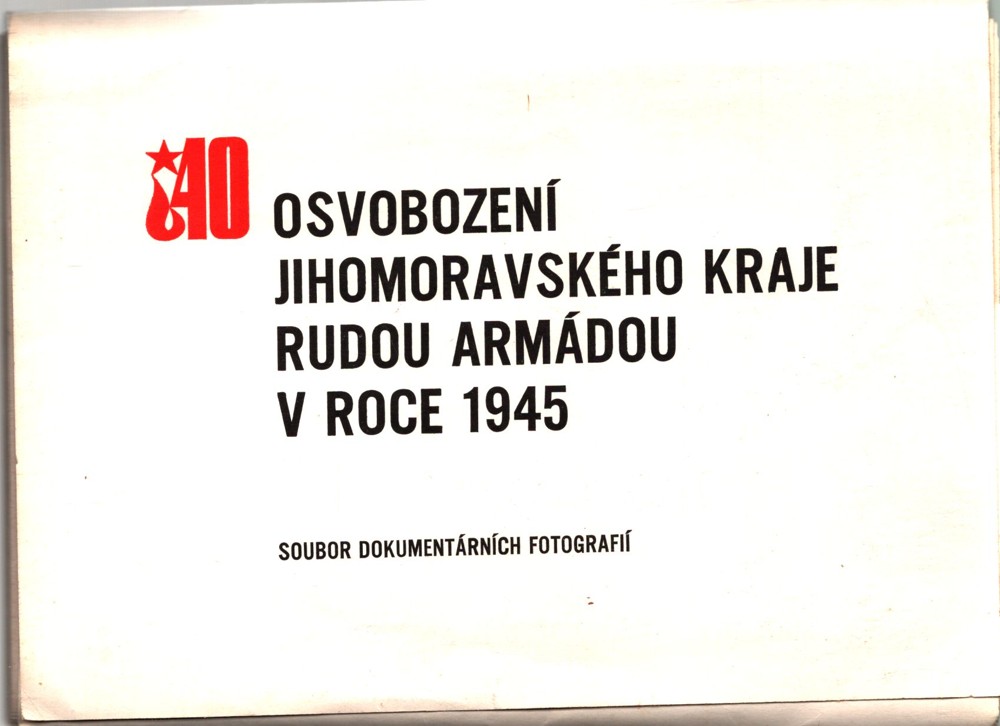 40
OSVOBOZENÍ
JIHOMORAVSKÉHO KRAJE
RUDOU ARMÁDOU
V ROCE 1945
SOUBOR DOKUMENTÁRNÍCH FOTOGRAFIÍ